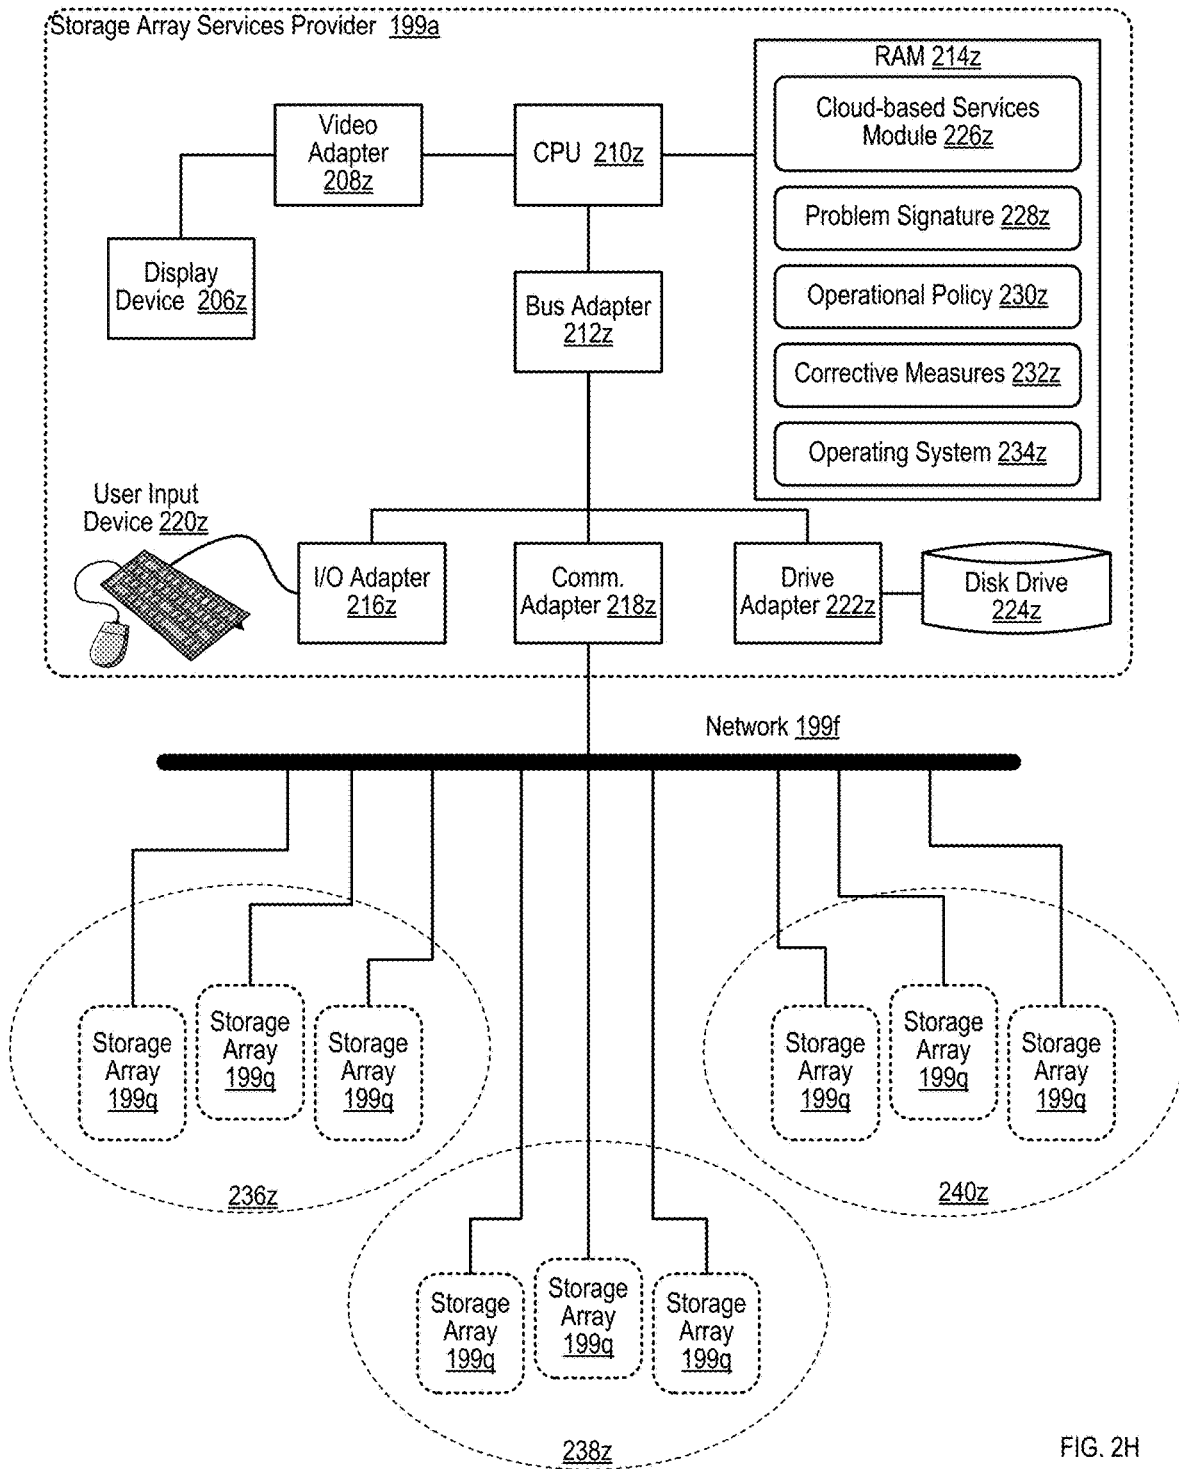 Storage Array Services Provider 199a
RAM 214z
Cloud-based Services
Module 226z
Problem Signature 228z
Operational Policy 230z
Corrective Measures 232z
Operating System 234z
Video
Adapter
208z
CPU 210z
Display
Device 206z
Bus Adapter
212z
User Input
Device 220z
I/O Adapter
216z
Comm.
Adapter 218z
Drive
Adapter 222z
Disk Drive
224z
Network 199f
Storage
Array
199q
Storage
Array
199q
Storage
Array
199q
236z
Storage
Array
199q
Storage
Array
199q
Storage
Array
199q
240z
Storage
Array
199q
Storage
Array
199q
Storage
Array
199q
238z
FIG. 2H